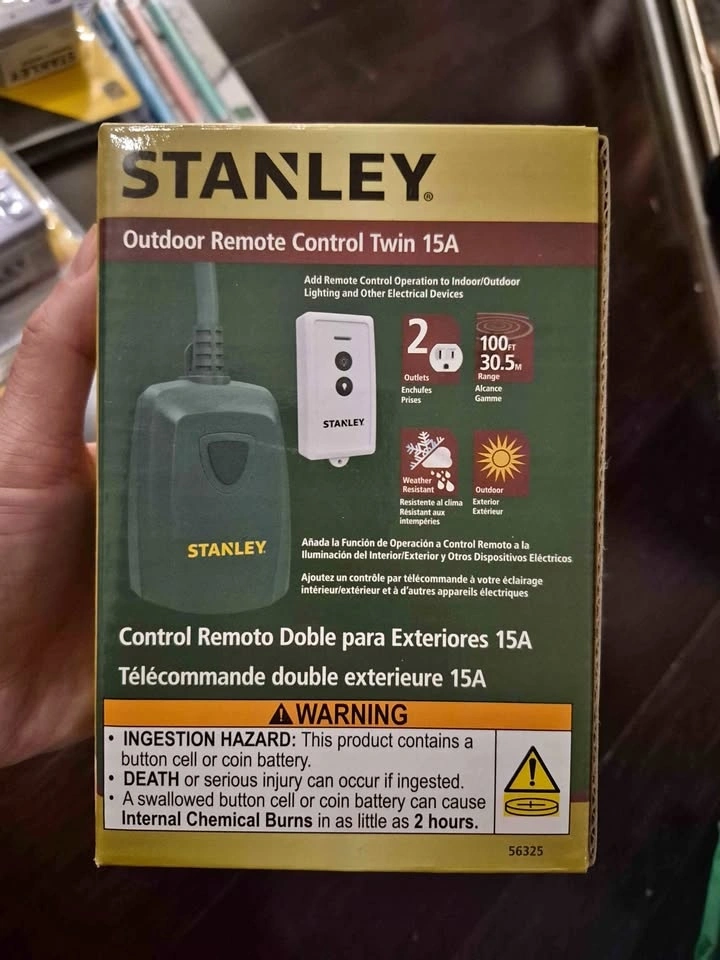 STANLEY
STANLEY®
Outdoor Remote Control Twin 15A
Add Remote Control Operation to Indoor/Outdoor
Lighting and Other Electrical Devices
2
Outlets
Enchufes
Prises
100FT
30.5M
Range
Alcance
Gamme
STANLEY
Weather
Resistant
Resistente al clima
Résistant aux
intempéries
Outdoor
Exterior
Extérieur
STANLEY®
Añada la Función de Operación a Control Remoto a la
Iluminación del Interior/Exterior y Otros Dispositivos Eléctricos
Ajoutez un contrôle par télécommande à votre éclairage
intérieur/extérieur et à d'autres appareils électriques
Control Remoto Doble para Exteriores 15A
Télécommande double exterieure 15A
WARNING
• INGESTION HAZARD: This product contains a
button cell or coin battery.
• DEATH or serious injury can occur if ingested.
• A swallowed button cell or coin battery can cause
Internal Chemical Burns in as little as 2 hours.
56325